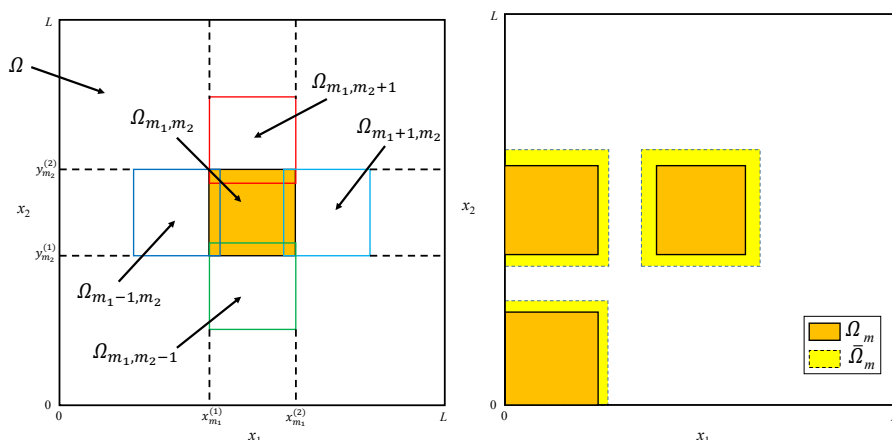 L
Ω
Ω_{m_1,m_2+1}
Ω_{m_1,m_2}
Ω_{m_1+1,m_2}
y_{m_2}^{(2)}
x_2
y_{m_2}^{(1)}
Ω_{m_1-1,m_2}
Ω_{m_1,m_2-1}
0
0
x_{m_1}^{(1)}
x_{m_1}^{(2)}
L
x_1
L
x_2
Ω_m
\bar{Ω}_m
0
0
x_1